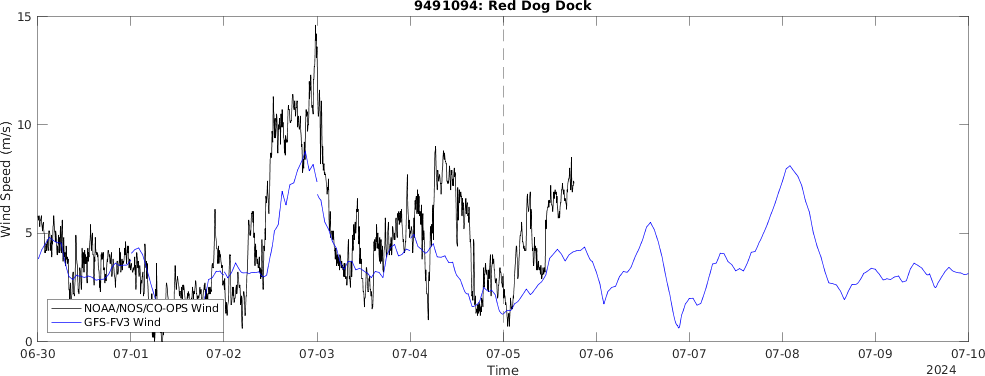 9491094: Red Dog Dock
15
10
5
0
Wind Speed (m/s)
NOAA/NOS/CO-OPS Wind
GFS-FV3 Wind
06-30 07-01 07-02 07-03 07-04 07-05 07-06 07-07 07-08 07-09 07-10
Time
2024